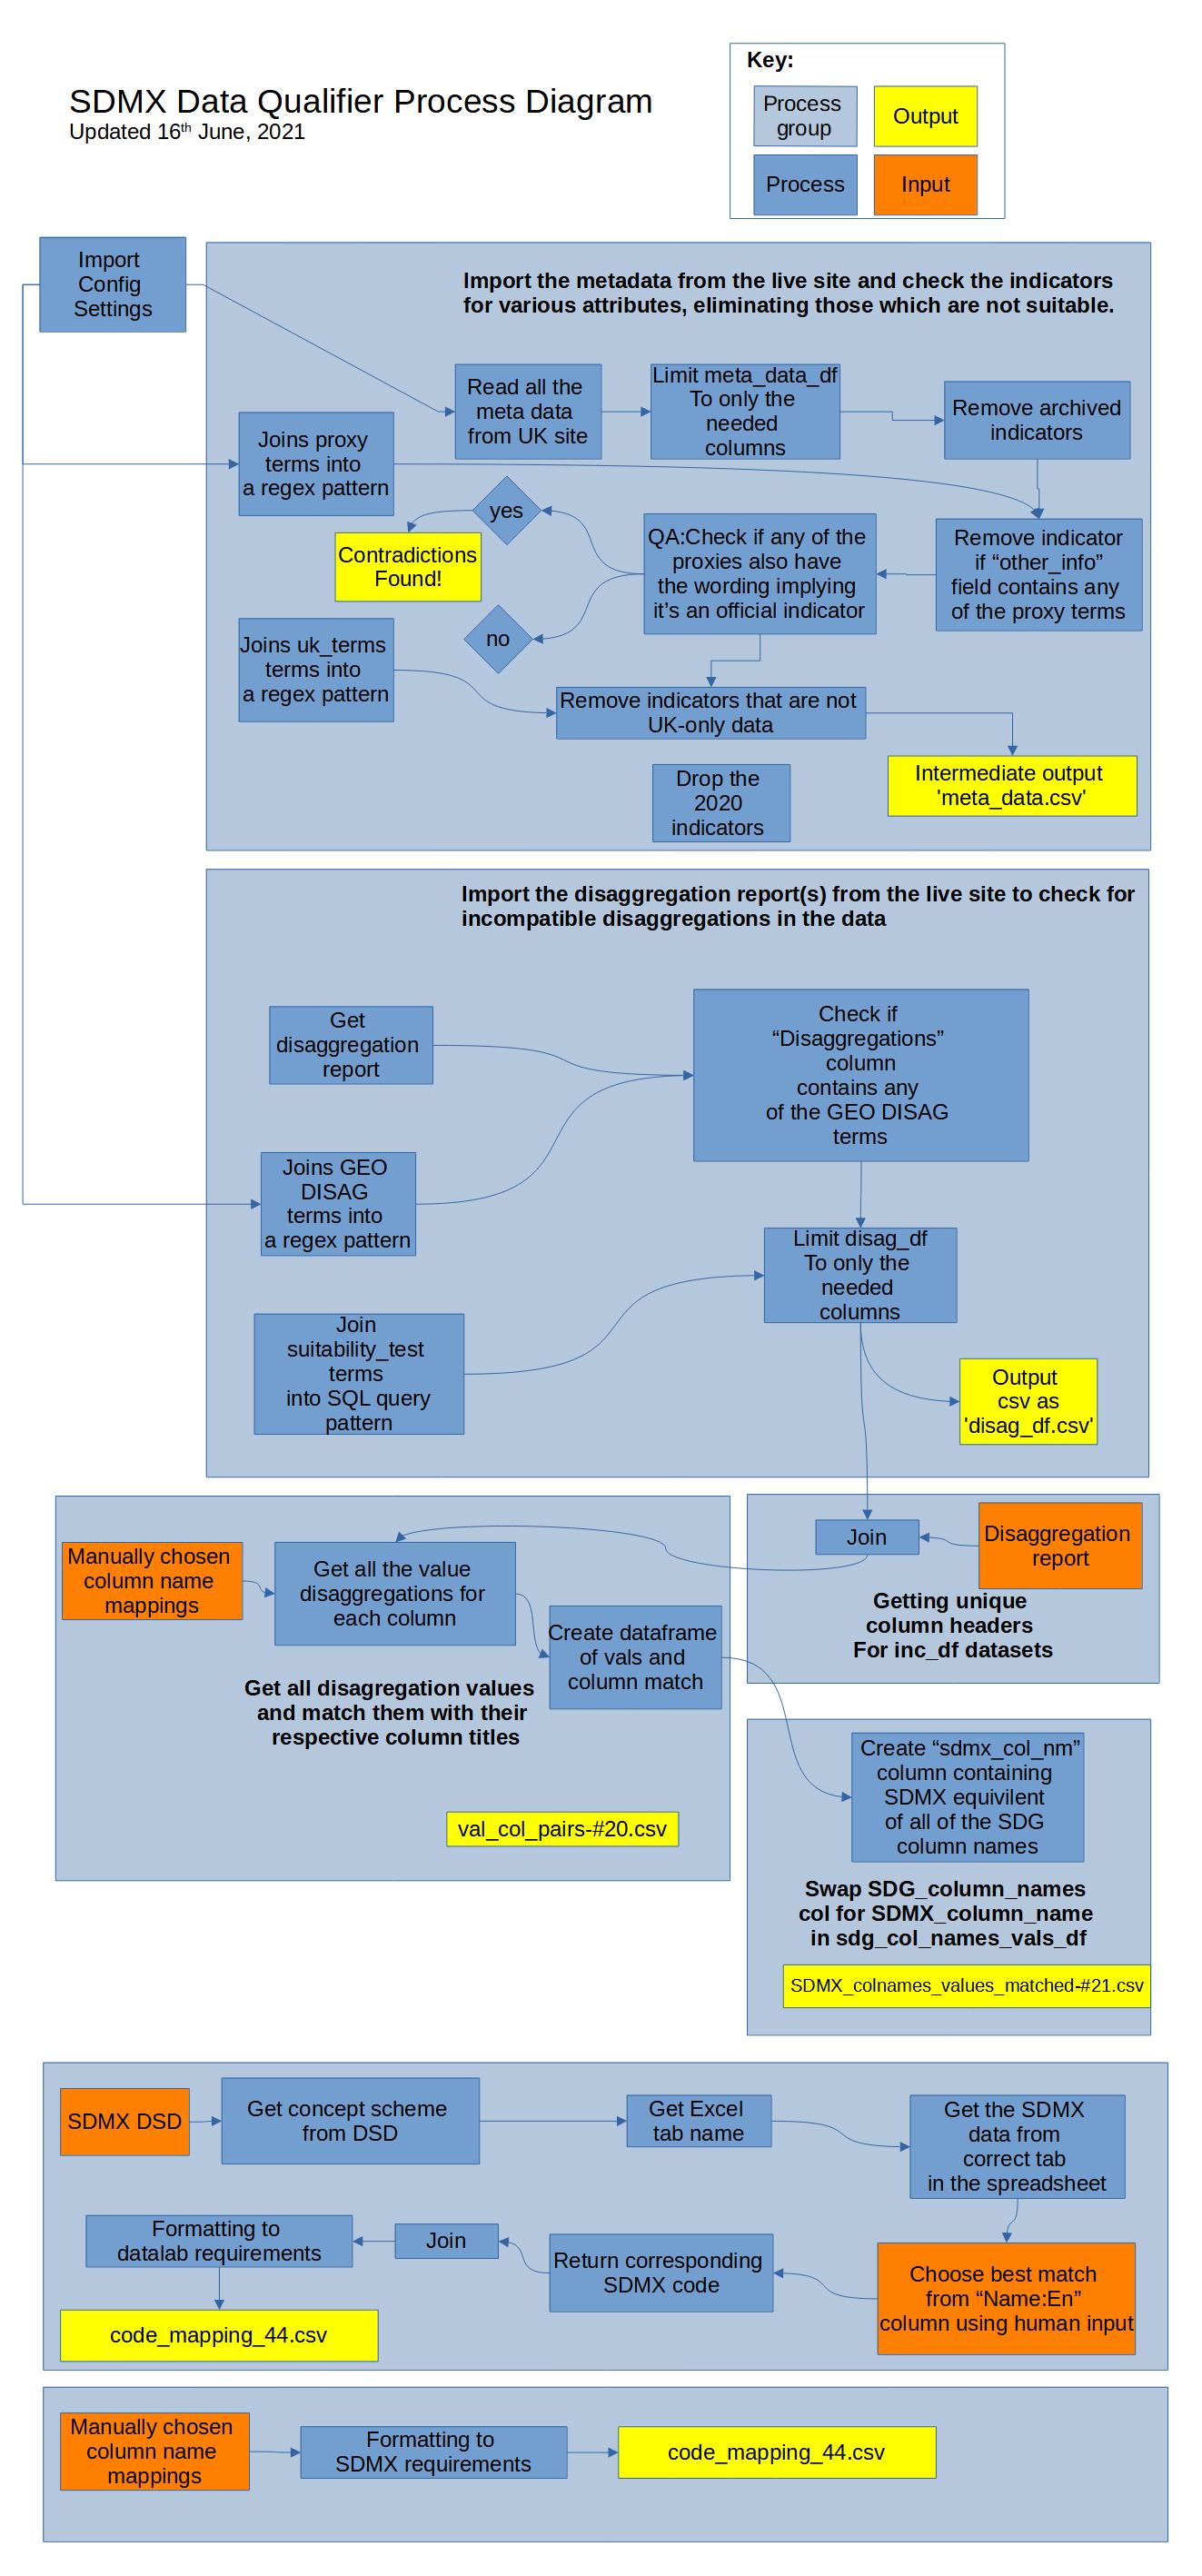 SDMX Data Qualifier Process Diagram
Updated 16th June, 2021
Key:
Process
group
Output
Process
Input
Import
Config
Settings
Import the metadata from the live site and check the indicators
for various attributes, eliminating those which are not suitable.
Read all the
meta data
from UK site
Limit meta_data_df
To only the
needed
columns
Remove archived
indicators
Joins proxy
terms into
a regex pattern
yes
Contradictions
Found!
QA:Check if any of the
proxies also have
the wording implying
it's an official indicator
Remove indicator
if “other_info”
field contains any
of the proxy terms
no
Joins uk_terms
terms into
a regex pattern
Remove indicators that are not
UK-only data
Intermediate output
'meta_data.csv'
Drop the
2020
indicators
Import the disaggregation report(s) from the live site to check for
incompatible disaggregations in the data
Get
disaggregation
report
Check if
“Disaggregations”
column
contains any
of the GEO DISAG
terms
Joins GEO
DISAG
terms into
a regex pattern
Limit disag_df
To only the
needed
columns
Join
suitability_test
terms
into SQL query
pattern
Output
csv as
'disag_df.csv'
Manually chosen
column name
mappings
Get all the value
disaggregations for
each column
Create dataframe
of vals and
column match
Get all disagregation values
and match them with their
respective column titles
val_col_pairs-#20.csv
Join
Disaggregation
report
Getting unique
column headers
For inc_df datasets
Create “sdmx_col_nm”
column containing
SDMX equivilent
of all of the SDG
column names
Swap SDG_column_names
col for SDMX_column_name
in sdg_col_names_vals_df
SDMX_colnames_values_matched-#21.csv
SDMX DSD
Get concept scheme
from DSD
Get Excel
tab name
Get the SDMX
data from
correct tab
in the spreadsheet
Formatting to
datalab requirements
Join
Return corresponding
SDMX code
Choose best match
from “Name:En”
column using human input
code_mapping_44.csv
Manually chosen
column name
mappings
Formatting to
SDMX requirements
code_mapping_44.csv